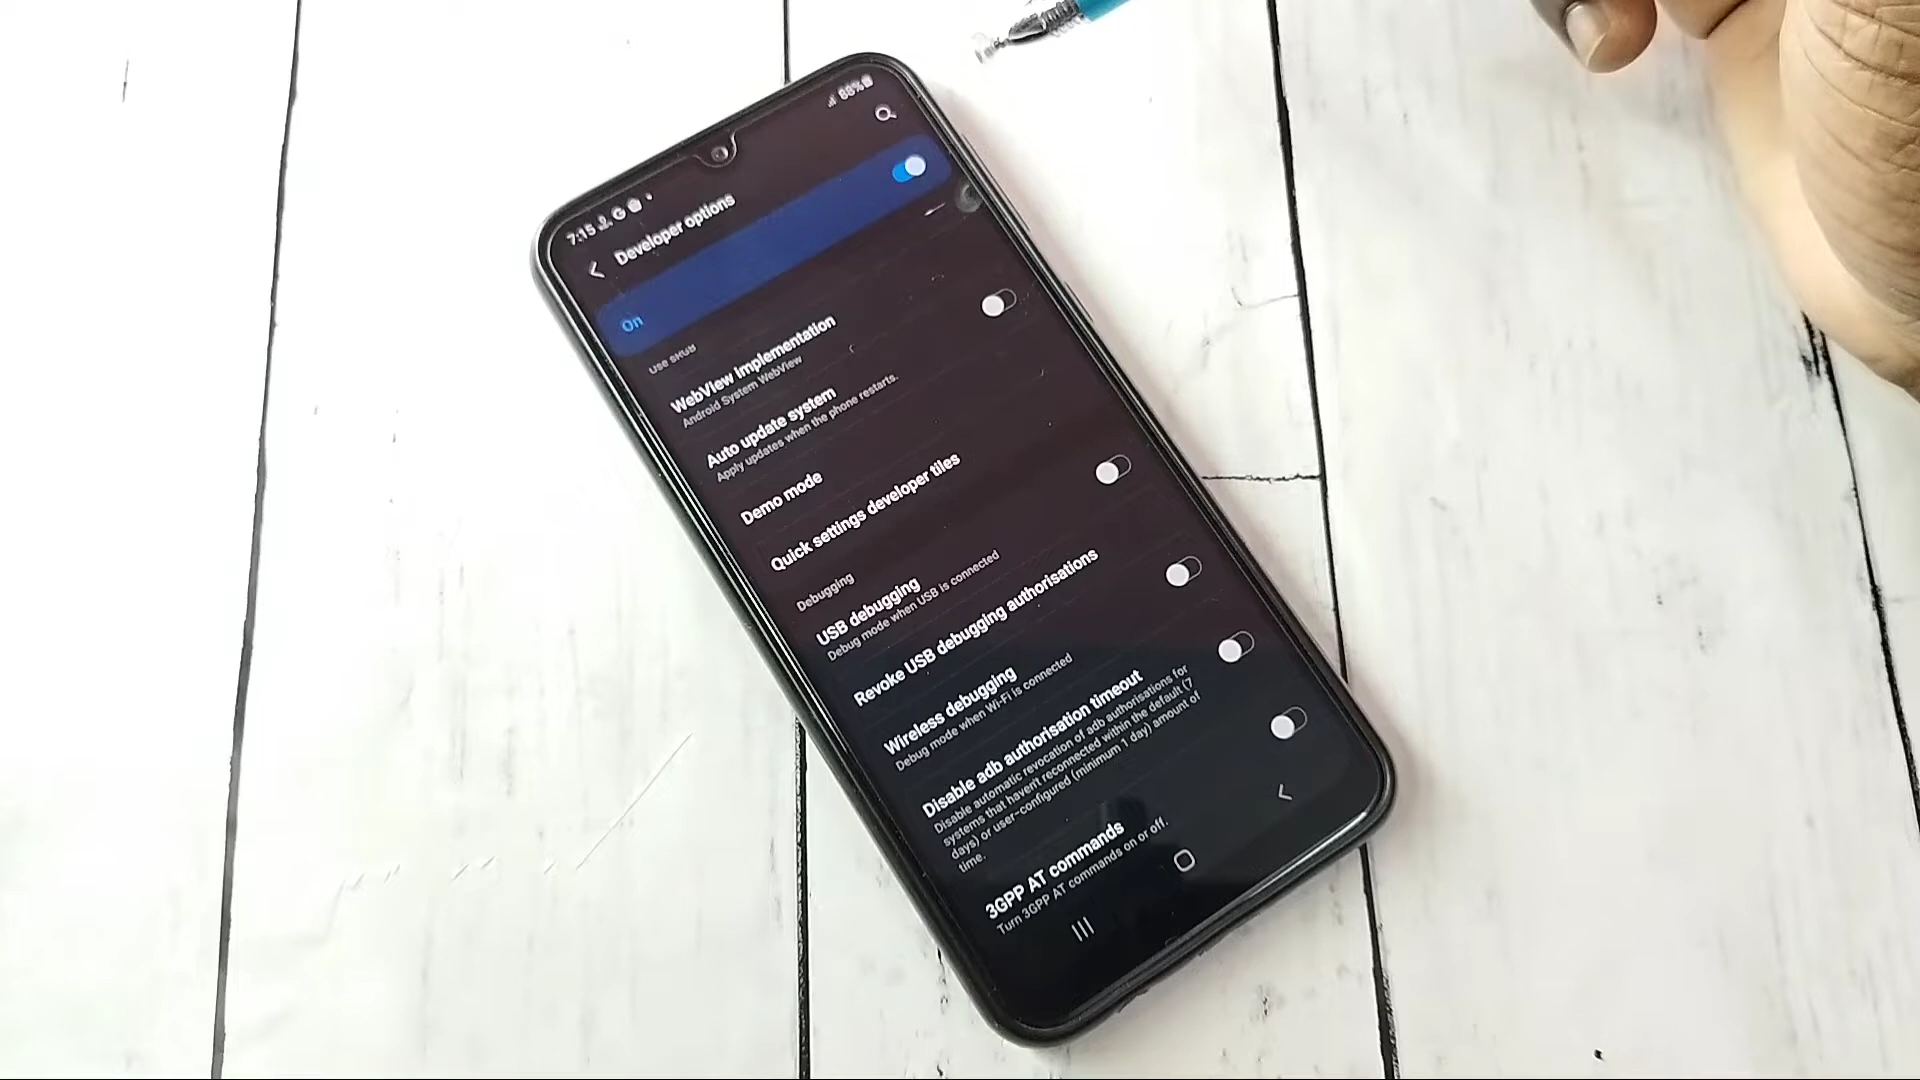 7:15
88%
Developer options
On
WebView implementation
Android System WebView
Auto update system
Apply updates when the phone restarts.
Demo mode
Quick settings developer tiles
Debugging
USB debugging
Debug mode when USB is connected
Revoke USB debugging authorisations
Wireless debugging
Debug mode when Wi-Fi is connected
Disable adb authorisation timeout
Disable automatic revocation of adb authorisations for
systems that haven't reconnected within the default (7
days) or user-configured (minimum 1 day) amount of
time.
3GPP AT commands
Turn 3GPP AT commands on or off.